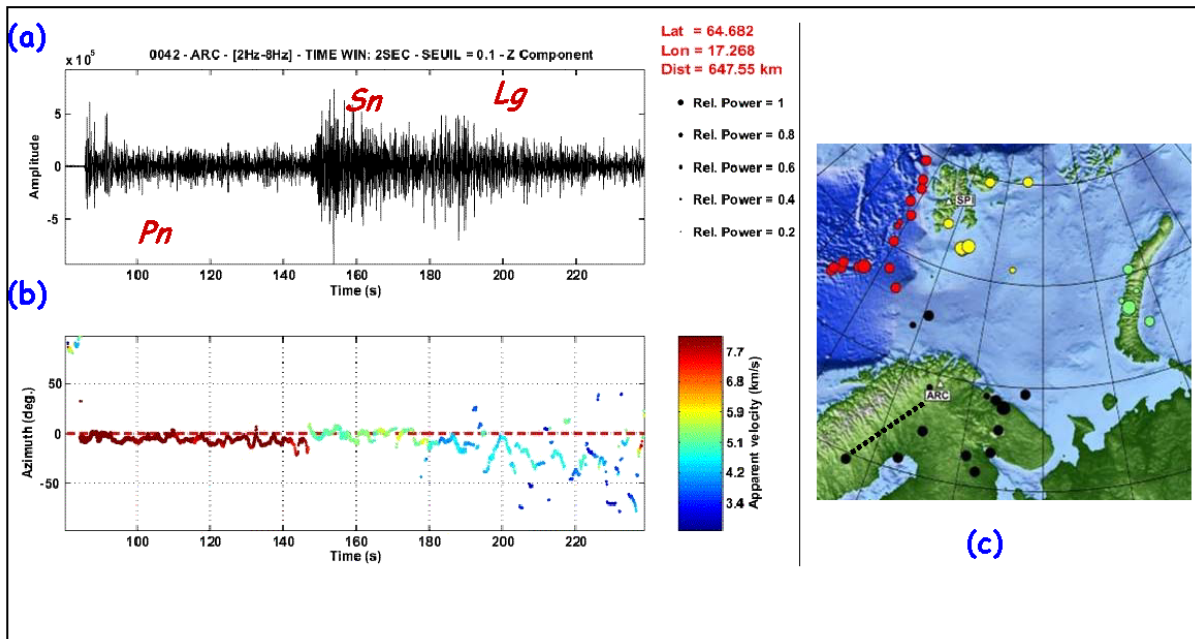 (a)
0042 - ARC - [2Hz-8Hz] - TIME WIN: 2SEC - SEUIL = 0.1 - Z Component
x 10^5
5
0
-5
Amplitude
Pn
Sn
Lg
100 120 140 160 180 200 220
Time (s)
Lat = 64.682
Lon = 17.268
Dist = 647.55 km
Rel. Power = 1
Rel. Power = 0.8
Rel. Power = 0.6
Rel. Power = 0.4
Rel. Power = 0.2
(b)
50
0
-50
Azimuth (deg.)
100 120 140 160 180 200 220
Time (s)
7.7
6.8
5.9
5.1
4.2
3.4
Apparent velocity (km/s)
SPI
ARC
(c)